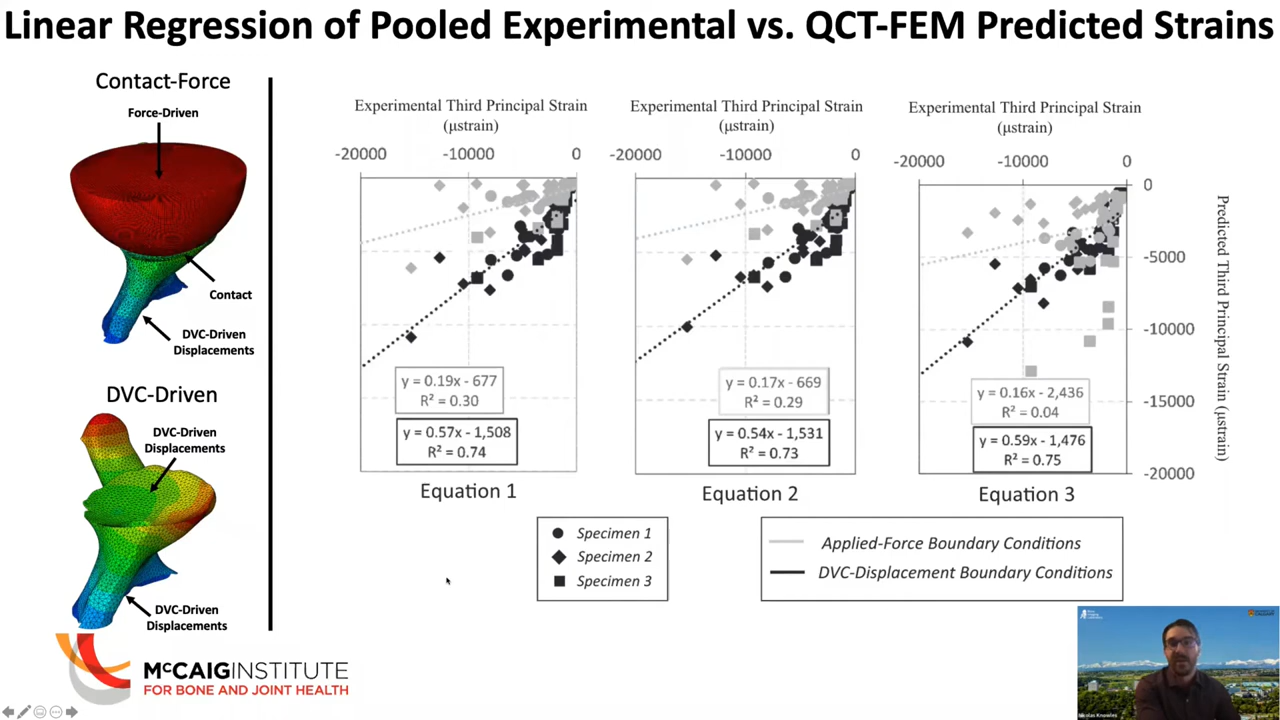 Linear Regression of Pooled Experimental vs. QCT-FEM Predicted Strains
Contact-Force
Force-Driven
Contact
DVC-Driven
Displacements
DVC-Driven
DVC-Driven
Displacements
DVC-Driven
Displacements
McCAIG INSTITUTE
FOR BONE AND JOINT HEALTH
Experimental Third Principal Strain
(µstrain)
-20000 -10000 0
y = 0.19x - 677
R² = 0.30
y = 0.57x - 1,508
R² = 0.74
Equation 1
Experimental Third Principal Strain
(µstrain)
-20000 -10000 0
y = 0.17x - 669
R² = 0.29
y = 0.54x - 1,531
R² = 0.73
Equation 2
Experimental Third Principal Strain
(µstrain)
-20000 -10000 0
y = 0.16x - 2,436
R² = 0.04
y = 0.59x - 1,476
R² = 0.75
Equation 3
0
-5000
-10000
-15000
-20000
Predicted Third Principal Strain (µstrain)
Specimen 1
Specimen 2
Specimen 3
Applied-Force Boundary Conditions
DVC-Displacement Boundary Conditions
Nicolas Knowles